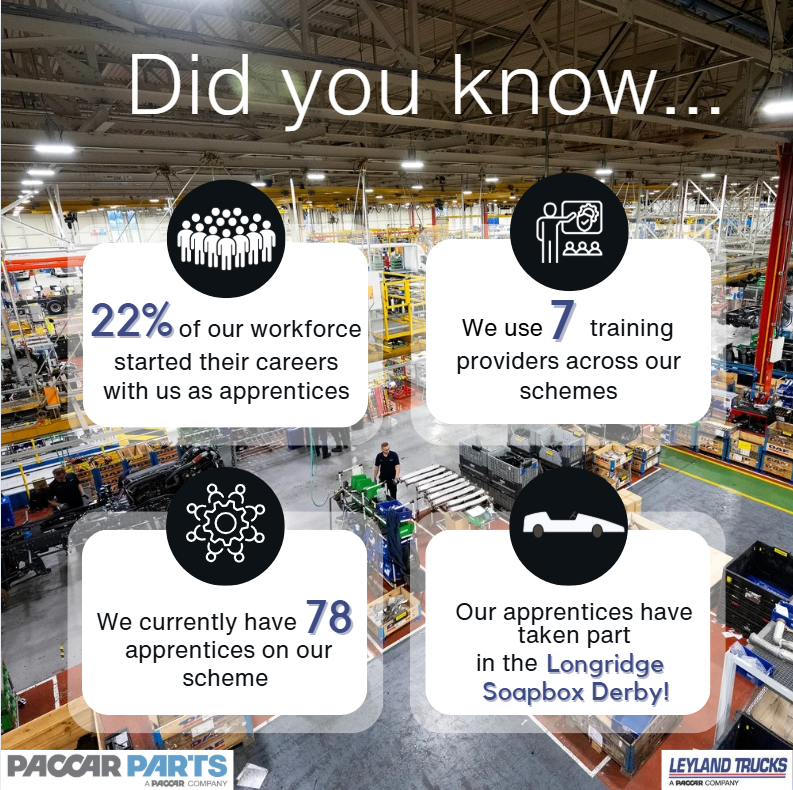 Did you know...
22% of our workforce
started their careers
with us as apprentices
We use 7 training
providers across our
schemes
We currently have 78
apprentices on our
scheme
Our apprentices have
taken part
in the Longridge
Soapbox Derby!
PACCAR PARTS
A PACCAR COMPANY
LEYLAND TRUCKS
A PACCAR COMPANY